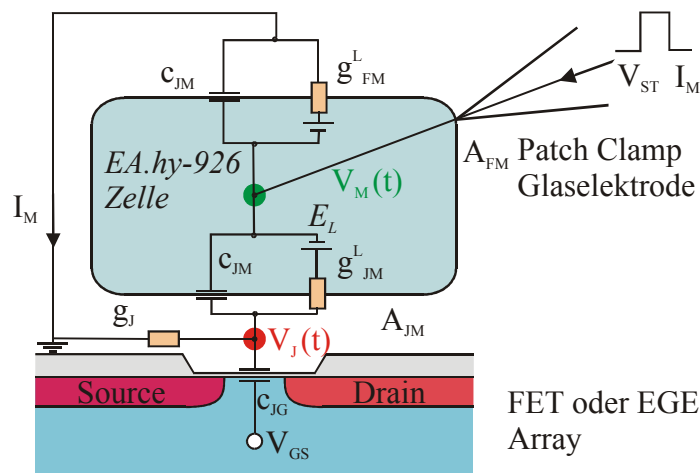 c_JM
g^L_FM
V_ST I_M
EA.hy-926
Zelle
A_FM Patch Clamp
Glaselektrode
V_M(t)
I_M
E_L
c_JM
g^L_JM
g_J
A_JM
V_J(t)
Source
Drain
c_JG
FET oder EGE
Array
V_GS